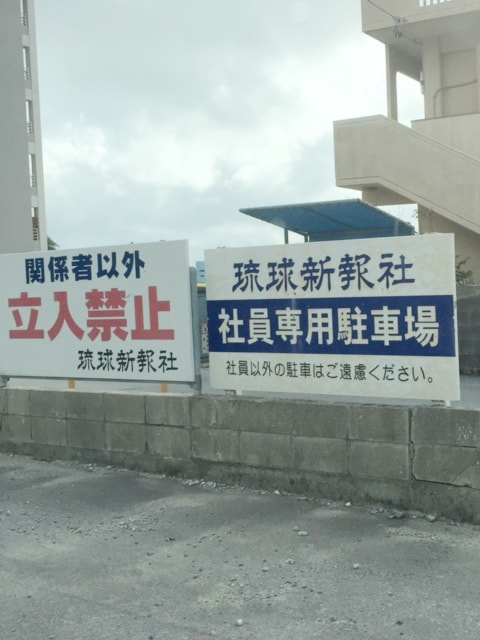 関係者以外
立入禁止
琉球新報社
琉球新報社
社員専用駐車場
社員以外の駐車はご遠慮ください。